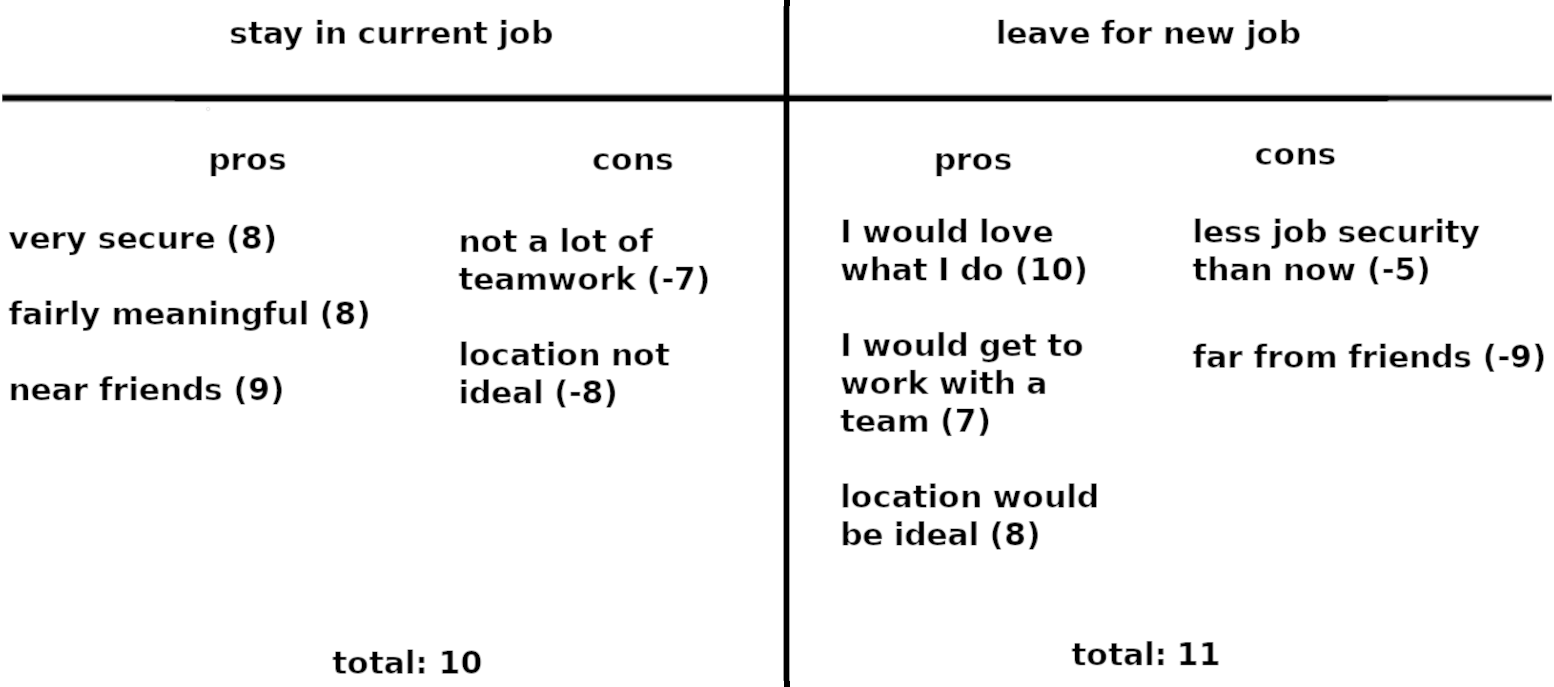 stay in current job
leave for new job
pros
cons
very secure (8)
fairly meaningful (8)
near friends (9)
not a lot of
teamwork (-7)
location not
ideal (-8)
total: 10
pros
cons
I would love
what I do (10)
I would get to
work with a
team (7)
location would
be ideal (8)
less job security
than now (-5)
far from friends (-9)
total: 11